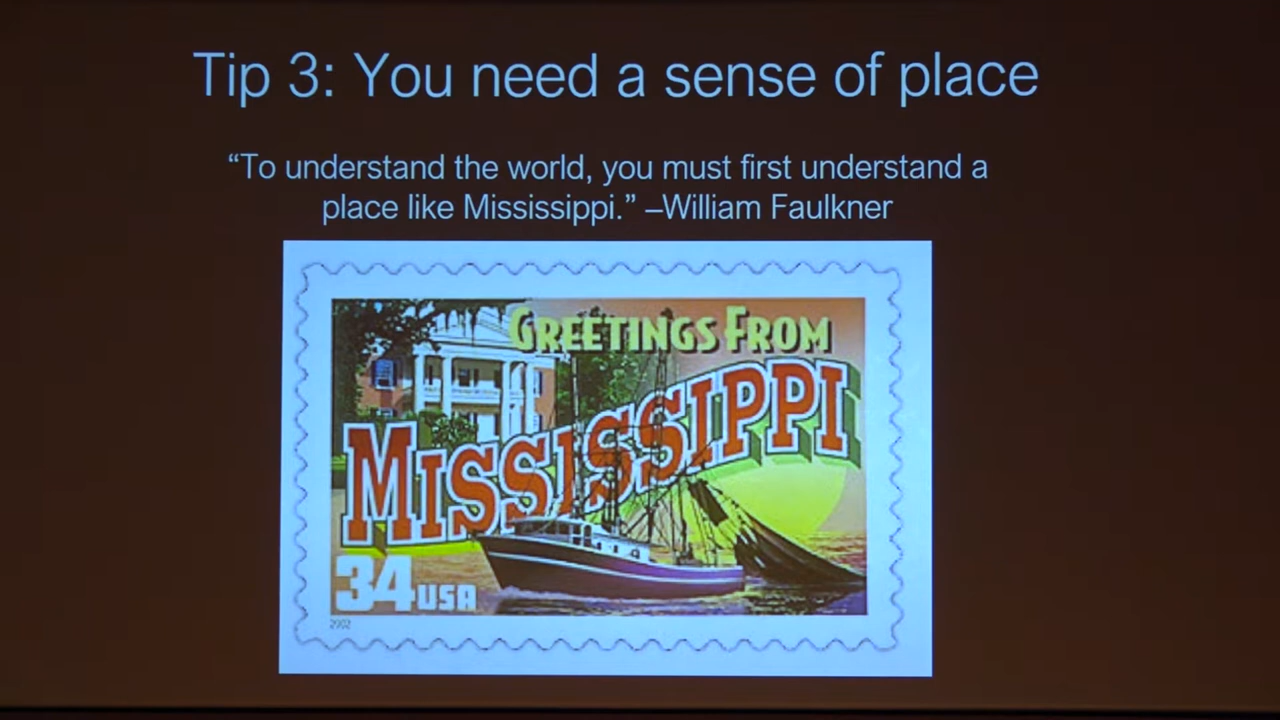 Tip 3: You need a sense of place
“To understand the world, you must first understand a
place like Mississippi.” –William Faulkner
GREETINGS FROM
MISSISSIPPI
34 USA
2002